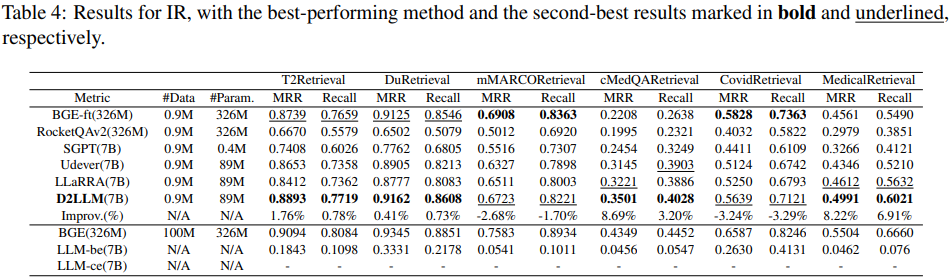 Table 4: Results for IR, with the best-performing method and the second-best results marked in bold and underlined,
respectively.
T2Retrieval DuRetrieval mMARCORetrieval cMedQARetrieval CovidRetrieval MedicalRetrieval
Metric #Data #Param. MRR Recall MRR Recall MRR Recall MRR Recall MRR Recall MRR Recall
BGE-ft(326M) 0.9M 326M 0.8739 0.7659 0.9125 0.8546 0.6908 0.8363 0.2208 0.2638 0.5828 0.7363 0.4561 0.5490
RocketQAv2(326M) 0.9M 326M 0.6670 0.5579 0.6502 0.5079 0.5012 0.6920 0.1995 0.2321 0.4032 0.5822 0.2979 0.3851
SGPT(7B) 0.9M 0.4M 0.7408 0.6026 0.7762 0.6805 0.5516 0.7307 0.2454 0.3249 0.4411 0.6109 0.3266 0.4121
Udever(7B) 0.9M 89M 0.8653 0.7358 0.8905 0.8213 0.6327 0.7898 0.3145 0.3903 0.5124 0.6742 0.4346 0.5210
LLaRRA(7B) 0.9M 89M 0.8412 0.7362 0.8777 0.8083 0.6511 0.8003 0.3221 0.3886 0.5250 0.6793 0.4612 0.5632
D2LLM(7B) 0.9M 89M 0.8893 0.7719 0.9162 0.8608 0.6723 0.8221 0.3501 0.4028 0.5639 0.7121 0.4991 0.6021
Improv.(%) N/A N/A 1.76% 0.78% 0.41% 0.73% -2.68% -1.70% 8.69% 3.20% -3.24% -3.29% 8.22% 6.91%
BGE(326M) 100M 326M 0.9094 0.8084 0.9345 0.8851 0.7583 0.8934 0.4349 0.4452 0.6587 0.8246 0.5504 0.6660
LLM-be(7B) N/A N/A 0.1843 0.1098 0.3331 0.2178 0.0541 0.1011 0.0456 0.0547 0.2630 0.4131 0.0462 0.076
LLM-ce(7B) N/A N/A - - - - - - - - - - - -